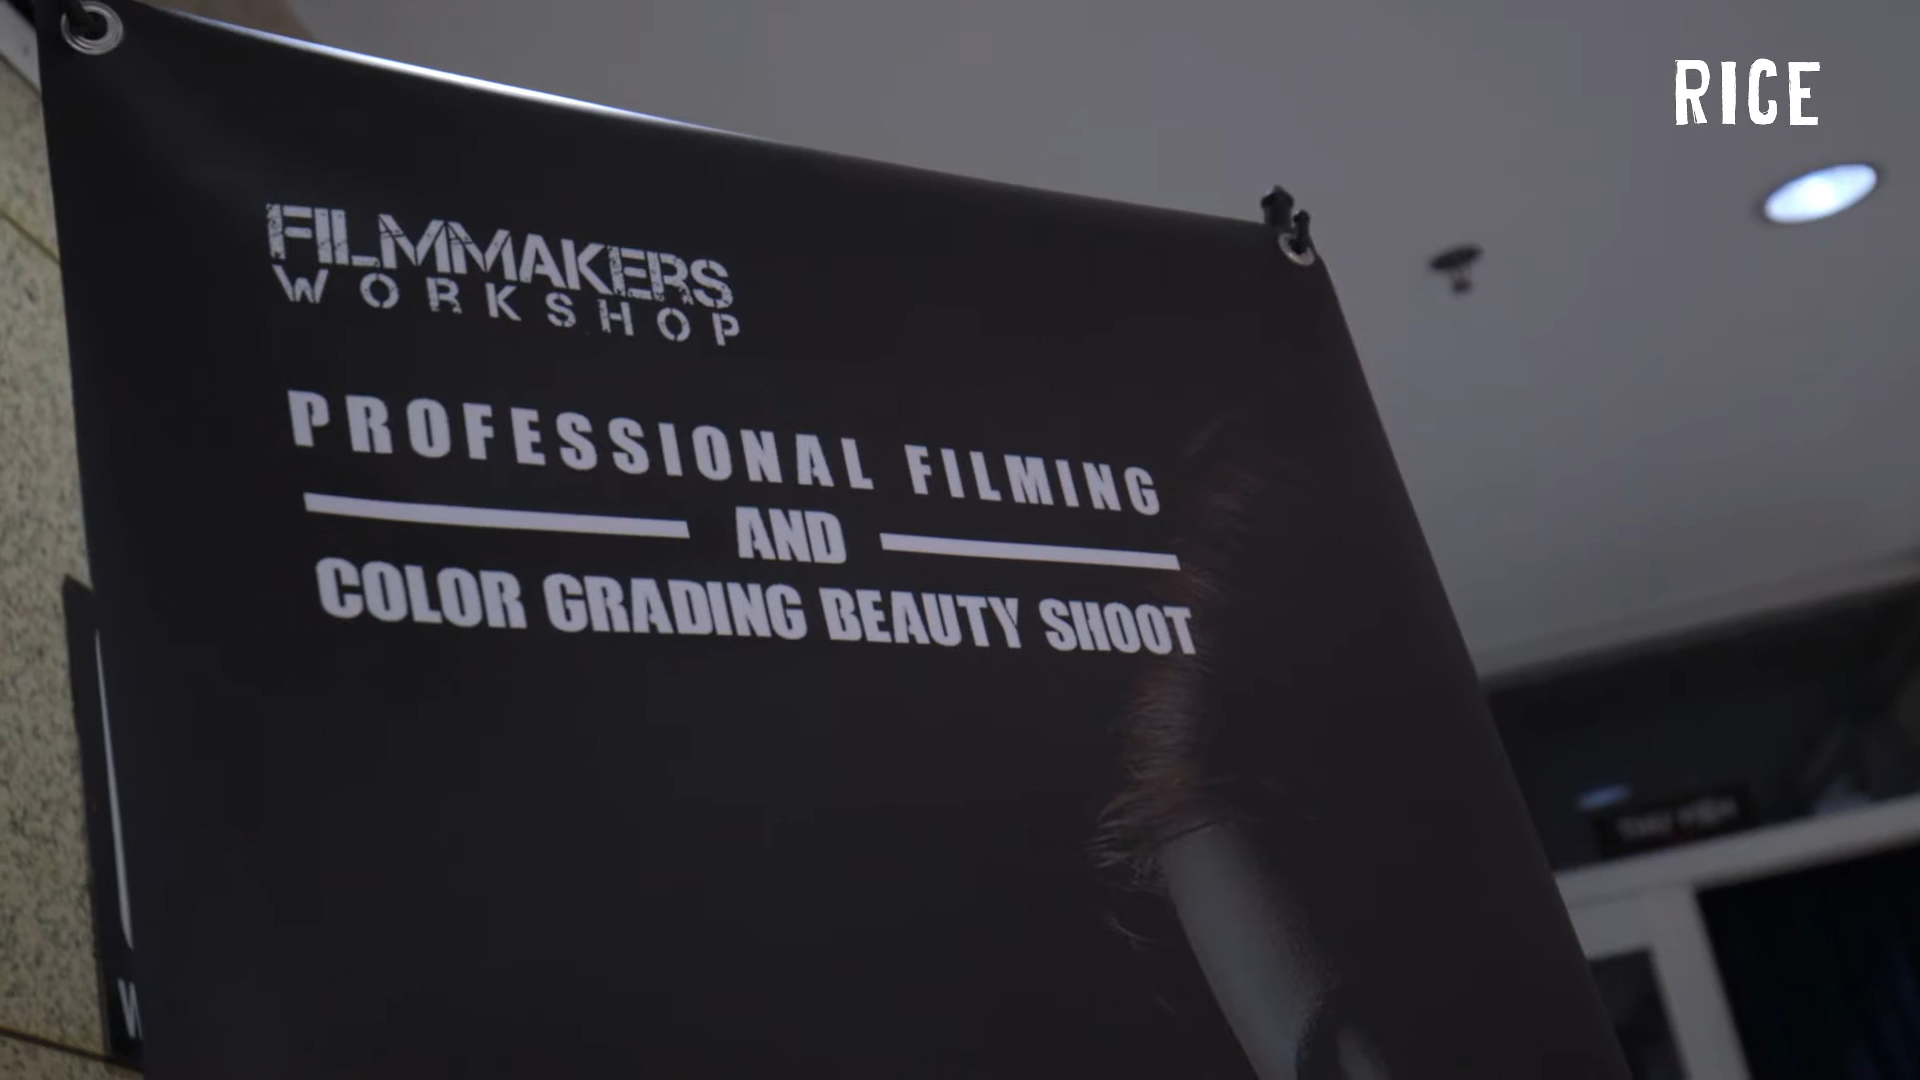 RICE
FILMMAKERS
WORKSHOP
PROFESSIONAL FILMING
AND
COLOR GRADING BEAUTY SHOOT